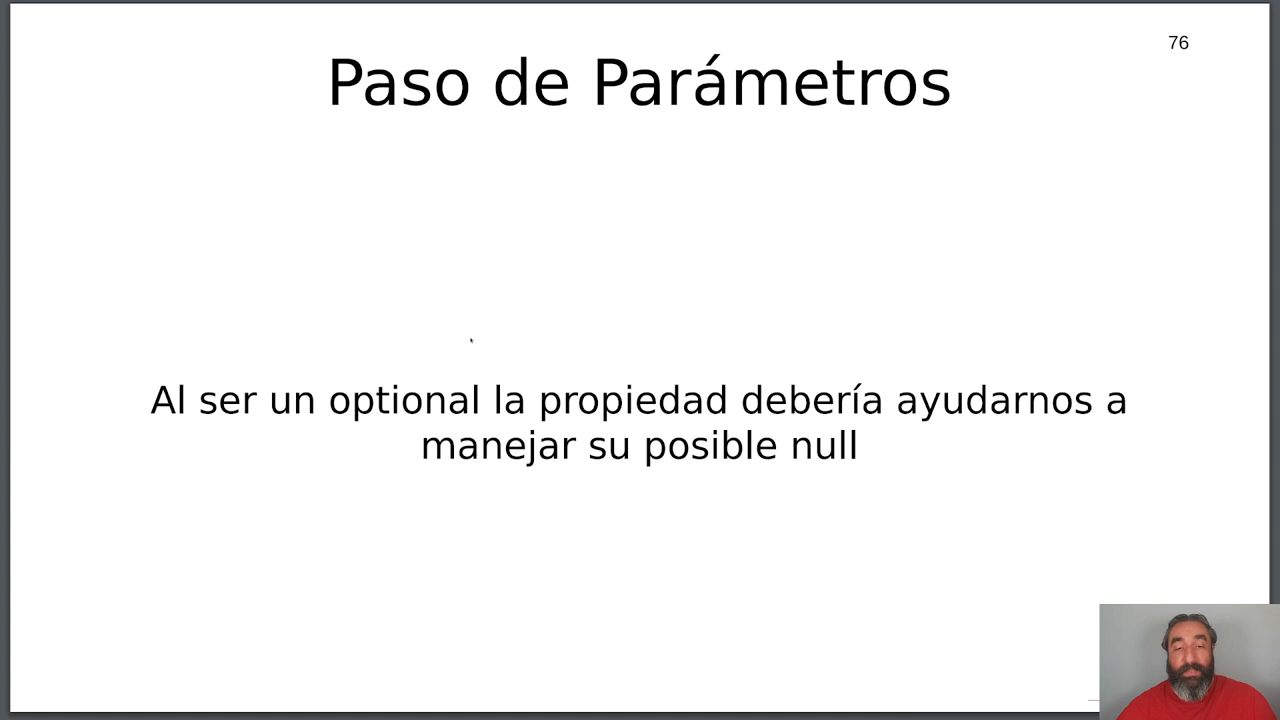 76
Paso de Parámetros
Al ser un optional la propiedad debería ayudarnos a
manejar su posible null